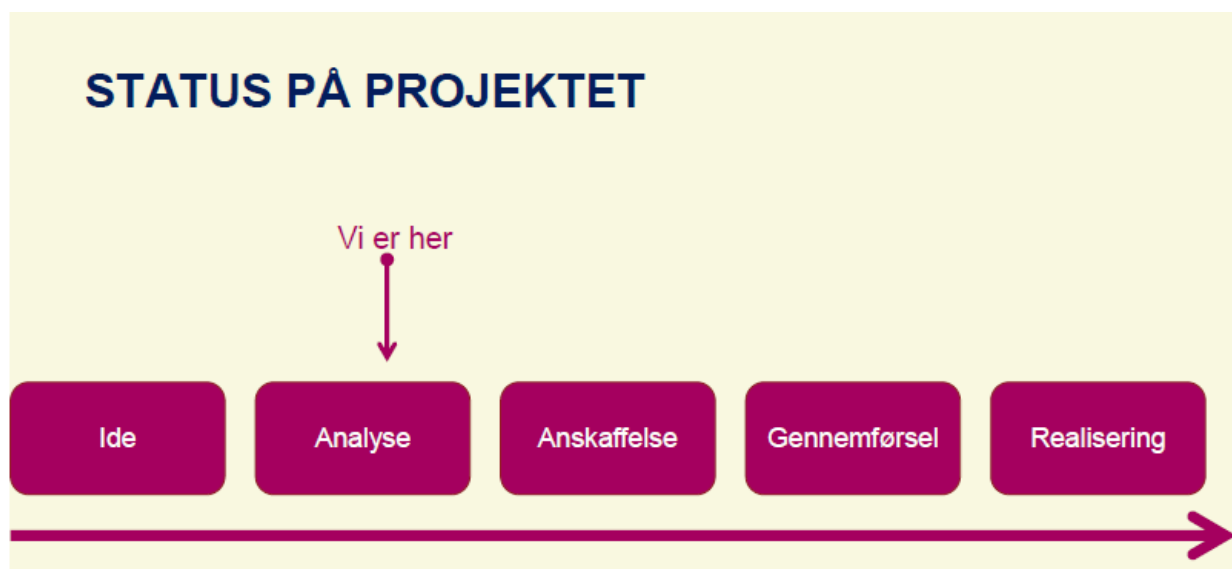 STATUS PÅ PROJEKTET
Vi er her
Ide
Analyse
Anskaffelse
Gennemførsel
Realisering